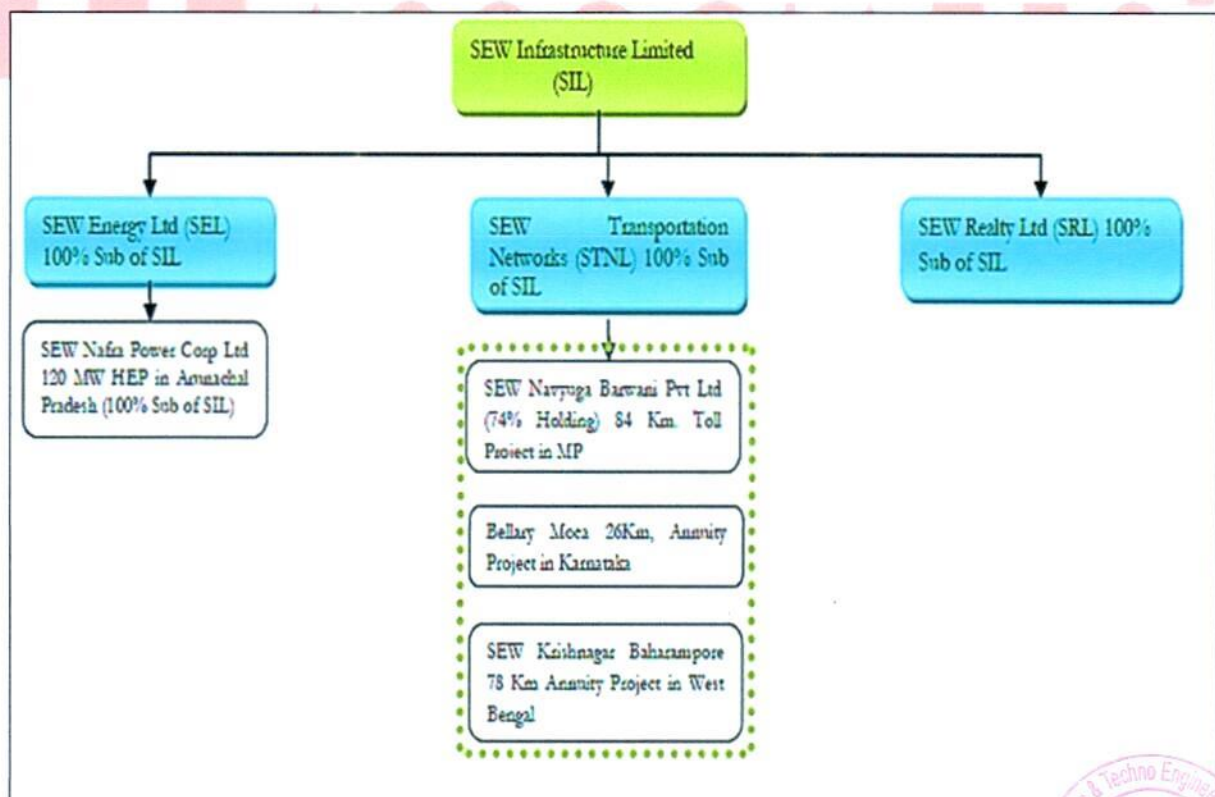 SEW Infrastructure Limited
(SIL)
SEW Energy Ltd (SEL)
100% Sub of SIL
SEW Transportation
Networks (STNL) 100% Sub
of SIL
SEW Realty Ltd (SRL) 100%
Sub of SIL
SEW Nafra Power Corp Ltd
120 MW HEP in Arunachal
Pradesh (100% Sub of SIL)
SEW Navyuga Barwani Pvt Ltd
(74% Holding) 84 Km. Toll
Project in MP
Bellary Moca 26Km, Annuity
Project in Karnataka
SEW Krishnagar Baharampore
78 Km Annuity Project in West
Bengal
& Techno